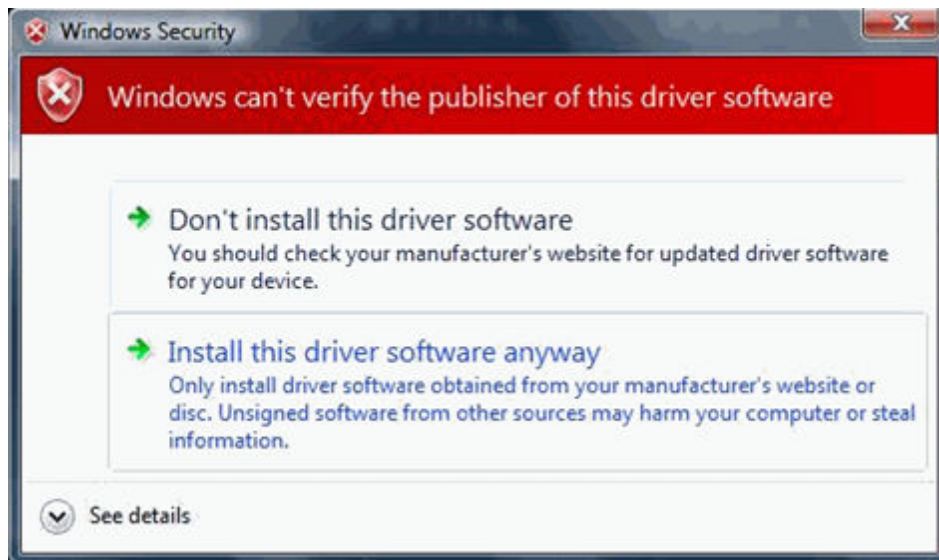 Windows Security
Windows can't verify the publisher of this driver software
Don't install this driver software
You should check your manufacturer's website for updated driver software
for your device.
Install this driver software anyway
Only install driver software obtained from your manufacturer's website or
disc. Unsigned software from other sources may harm your computer or steal
information.
See details